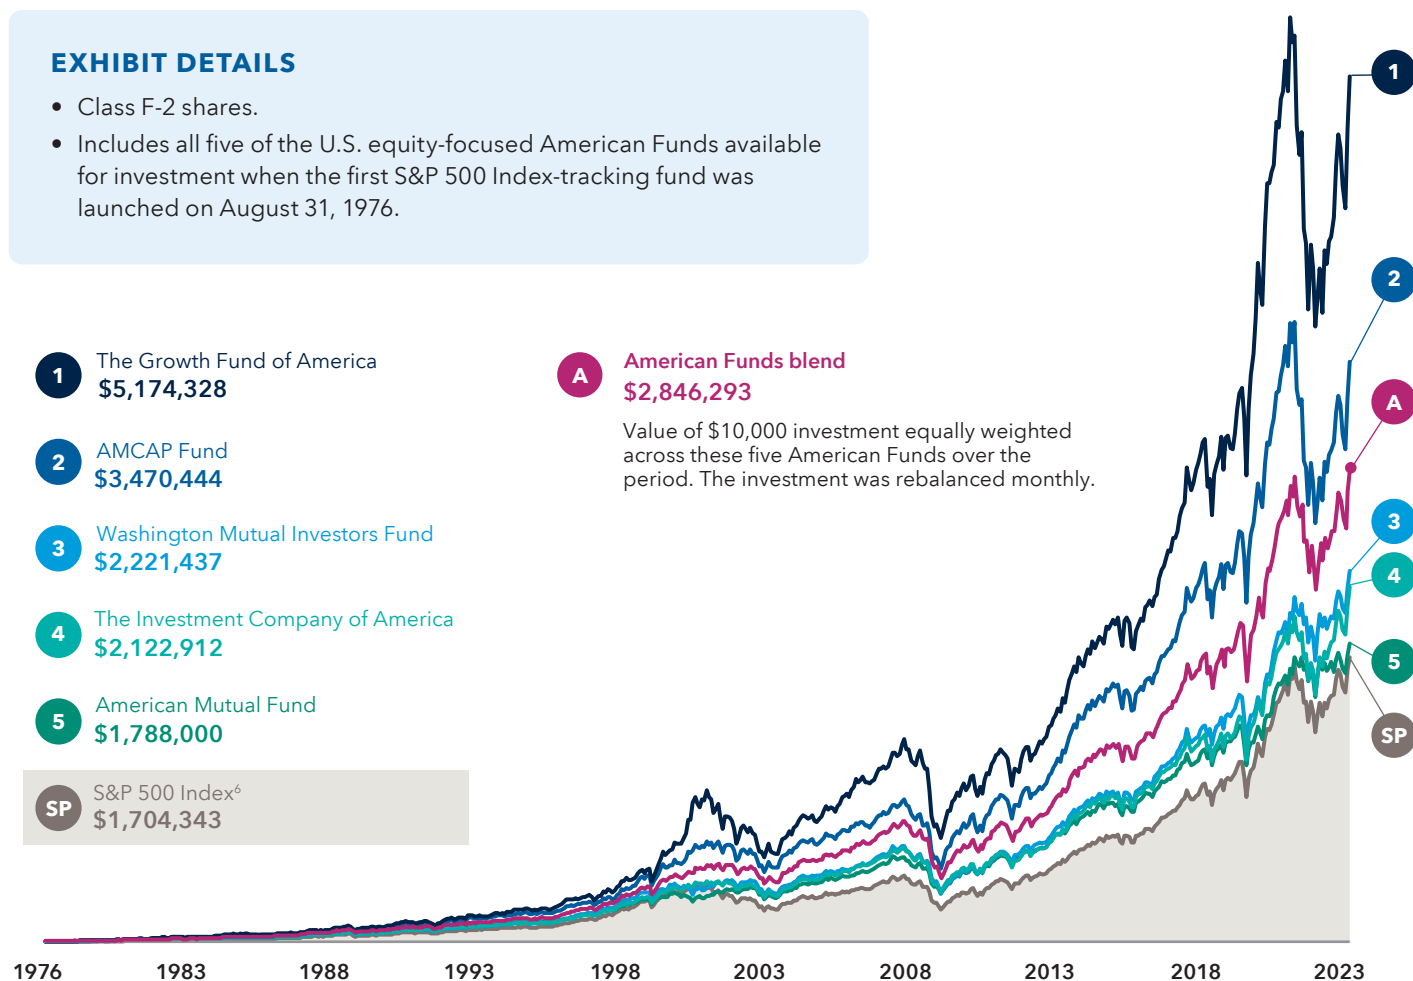 EXHIBIT DETAILS
• Class F-2 shares.
• Includes all five of the U.S. equity-focused American Funds available
for investment when the first S&P 500 Index-tracking fund was
launched on August 31, 1976.
1
The Growth Fund of America
$5,174,328
2
AMCAP Fund
$3,470,444
3
Washington Mutual Investors Fund
$2,221,437
4
The Investment Company of America
$2,122,912
5
American Mutual Fund
$1,788,000
SP
S&P 500 Index⁶
$1,704,343
A
American Funds blend
$2,846,293
Value of $10,000 investment equally weighted
across these five American Funds over the
period. The investment was rebalanced monthly.
1
2
A
3
4
5
SP
1976 1983 1988 1993 1998 2003 2008 2013 2018 2023